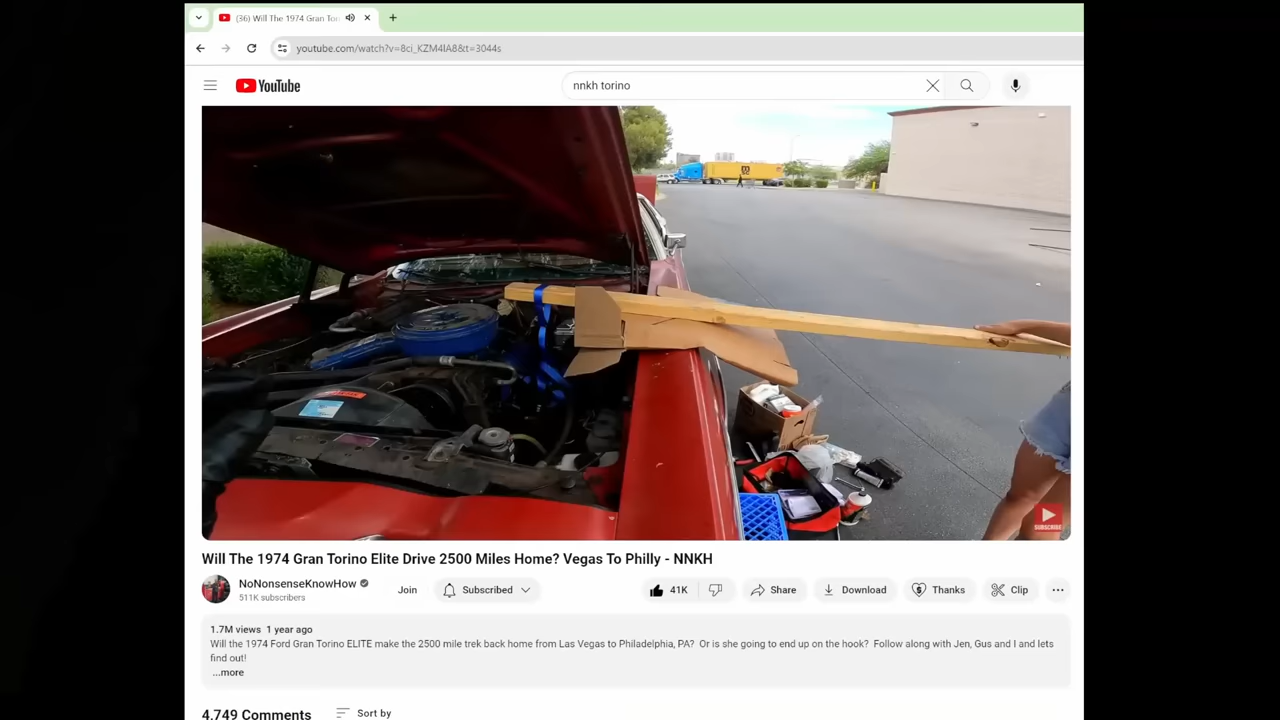 (36) Will The 1974 Gran Tor
youtube.com/watch?v=8ci_KZM4IA8&t=3044s
YouTube
nnkh torino
SUBSCRIBE
Will The 1974 Gran Torino Elite Drive 2500 Miles Home? Vegas To Philly - NNKH
NoNonsenseKnowHow
511K subscribers
Join
Subscribed
41K
Share
Download
Thanks
Clip
1.7M views 1 year ago
Will the 1974 Ford Gran Torino ELITE make the 2500 mile trek back home from Las Vegas to Philadelphia, PA? Or is she going to end up on the hook? Follow along with Jen, Gus and I and lets
find out!
...more
4,749 Comments
Sort by